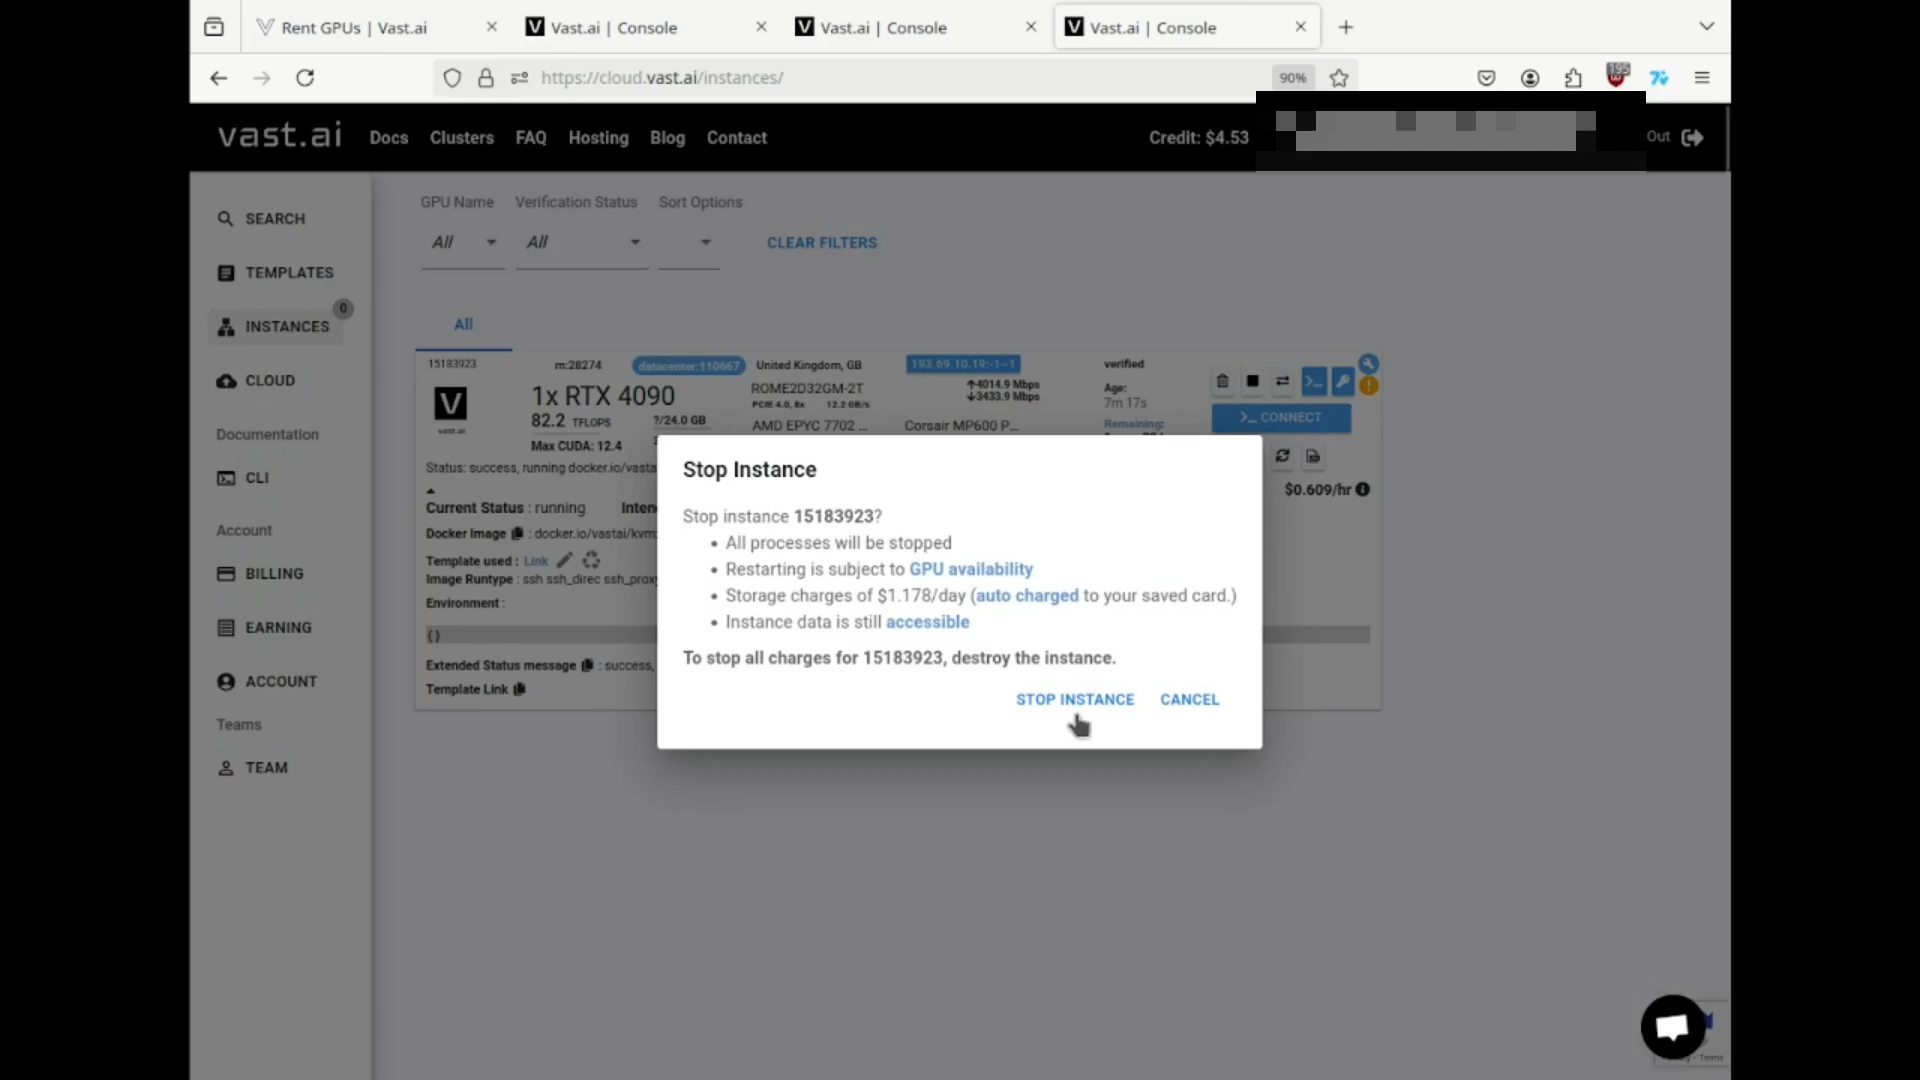 Rent GPUs | Vast.ai
Vast.ai | Console
Vast.ai | Console
Vast.ai | Console
https://cloud.vast.ai/instances/
90%
195
vast.ai
Docs
Clusters
FAQ
Hosting
Blog
Contact
Credit: $4.53
Out
SEARCH
TEMPLATES
0
INSTANCES
CLOUD
Documentation
CLI
Account
BILLING
EARNING
ACCOUNT
Teams
TEAM
GPU Name
Verification Status
Sort Options
All
All
CLEAR FILTERS
All
15183923
m:28274
datacenter:110667
United Kingdom, GB
193.69.10.19:-1--1
verified
V
vast.ai
1x RTX 4090
ROME2D32GM-2T
4014.9 Mbps
3433.9 Mbps
Age:
7m 17s
82.2 TFLOPS
?/24.0 GB
PCIE 4.0, 8x
12.2 GB/s
AMD EPYC 7702 ...
Corsair MP600 P...
Remaining:
>_ CONNECT
Max CUDA: 12.4
Status: success, running docker.io/vasta
$0.609/hr
Current Status : running
Inten
Docker Image : docker.io/vastai/kvm:
Template used : Link
Image Runtype : ssh ssh_direc ssh_proxy
Environment :
{}
Extended Status message : success,
Template Link
Stop Instance
Stop instance 15183923?
• All processes will be stopped
• Restarting is subject to GPU availability
• Storage charges of $1.178/day (auto charged to your saved card.)
• Instance data is still accessible
To stop all charges for 15183923, destroy the instance.
STOP INSTANCE
CANCEL
Terms